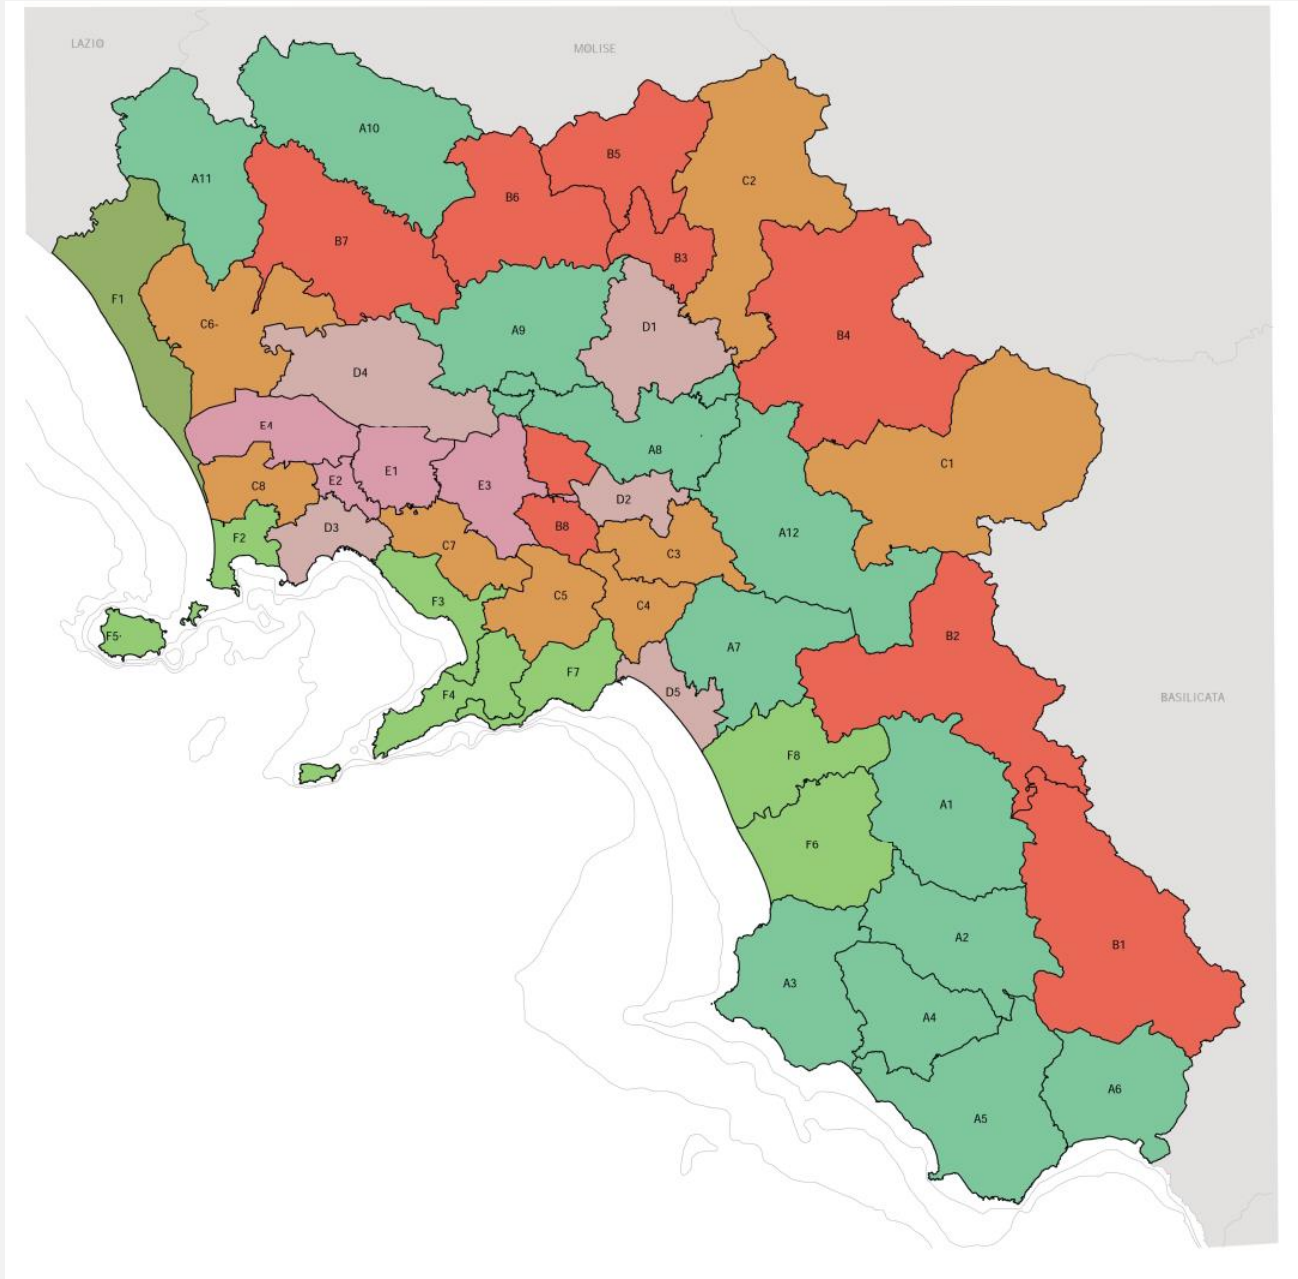 LAZIO
MOLISE
A10
B5
A11
C2
B6
B7
B3
F1
C6-
A9
D1
B4
D4
E4
A8
C1
E1
E2
E3
C8
D2
B8
D3
A12
F2
C7
C3
C5
F3
C4
F5-
B2
A7
F7
D5
F4
BASILICATA
F8
A1
F6
A2
B1
A3
A4
A6
A5